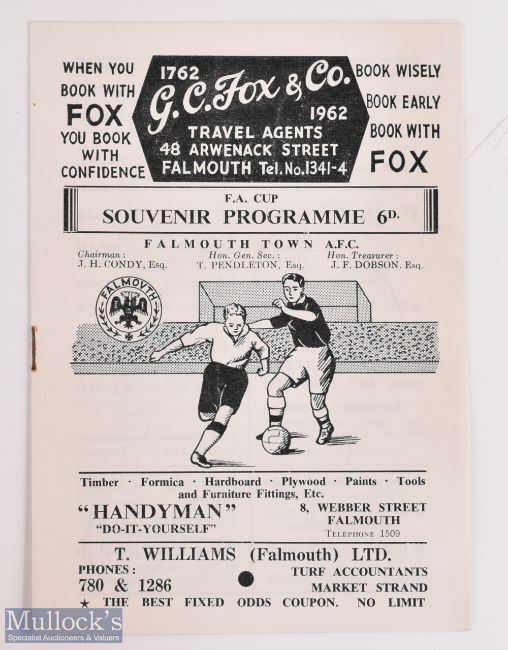 WHEN YOU
BOOK WITH
FOX
YOU BOOK
WITH
CONFIDENCE
1762
G. C. Fox & Co.
1962
TRAVEL AGENTS
48 ARWENACK STREET
FALMOUTH Tel. No. 1341-4
BOOK WISELY
BOOK EARLY
BOOK WITH
FOX
F.A. CUP
SOUVENIR PROGRAMME 6D.
FALMOUTH TOWN A.F.C.
Chairman : Hon. Gen. Sec. : Hon. Treasurer :
J. H. CONDY, Esq. T. PENDLETON, Esq. J. F. DOBSON, Esq.
FALMOUTH
Timber · Formica · Hardboard · Plywood · Paints · Tools
and Furniture Fittings, Etc.
"HANDYMAN" 8, WEBBER STREET
"DO-IT-YOURSELF" FALMOUTH
TELEPHONE 1509
T. WILLIAMS (Falmouth) LTD.
PHONES : TURF ACCOUNTANTS
780 & 1286 MARKET STRAND
★ THE BEST FIXED ODDS COUPON. NO LIMIT
Mullock's
Specialist Auctioneers & Valuers